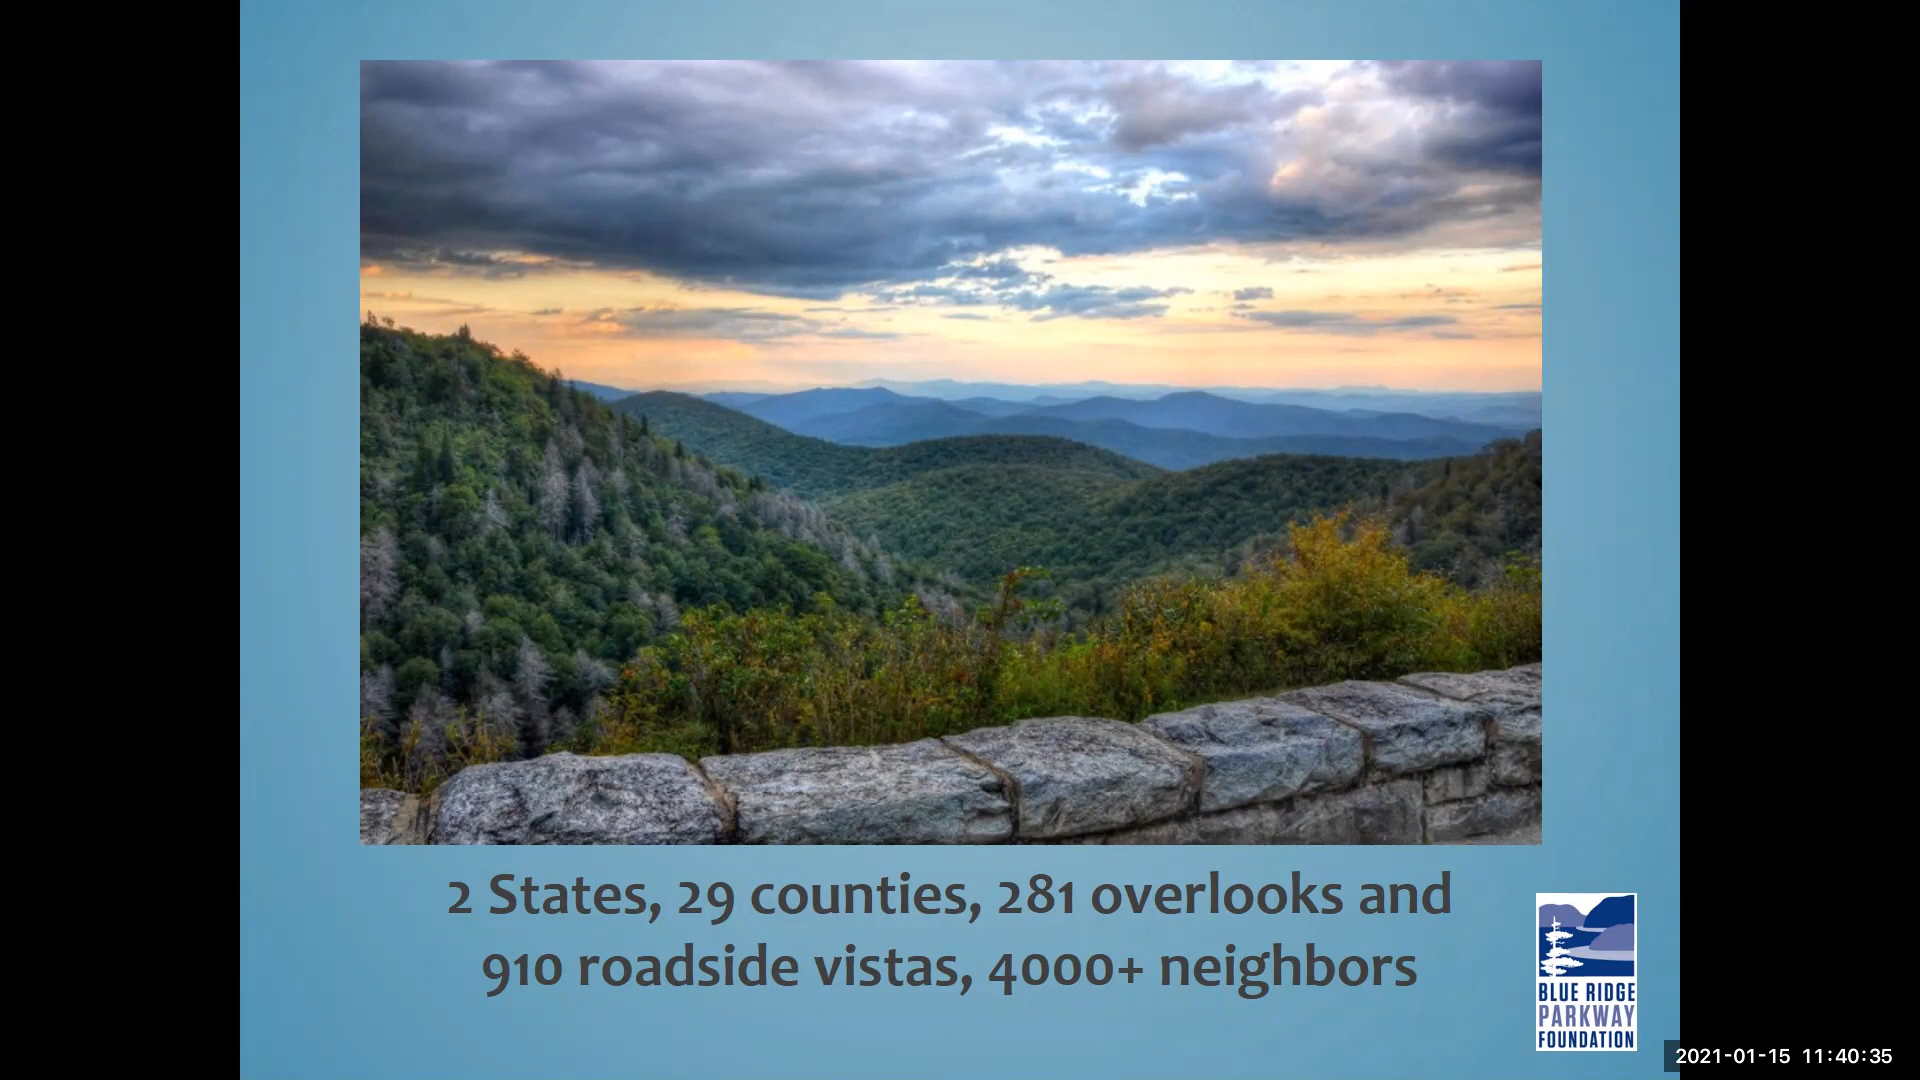 2 States, 29 counties, 281 overlooks and
910 roadside vistas, 4000+ neighbors
BLUE RIDGE
PARKWAY
FOUNDATION
2021-01-15 11:40:35